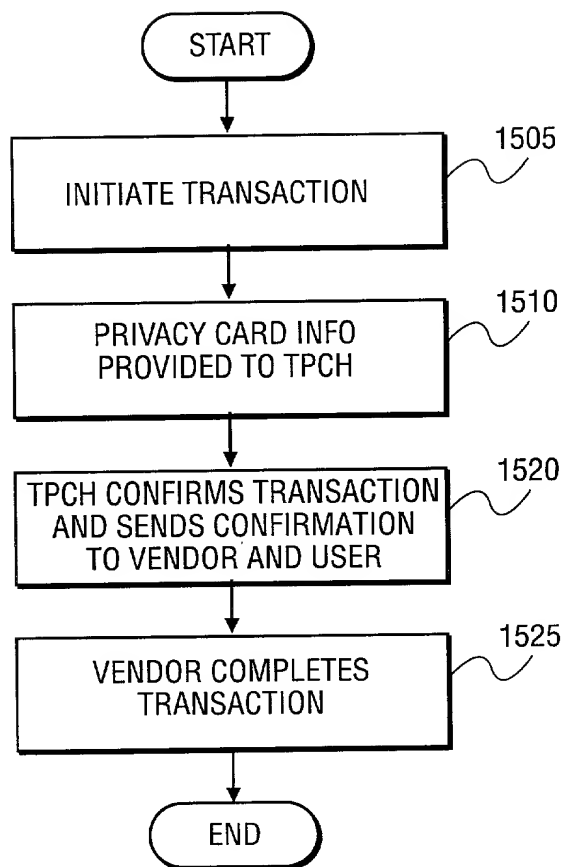 START
1505
INITIATE TRANSACTION
1510
PRIVACY CARD INFO
PROVIDED TO TPCH
1520
TPCH CONFIRMS TRANSACTION
AND SENDS CONFIRMATION
TO VENDOR AND USER
1525
VENDOR COMPLETES
TRANSACTION
END